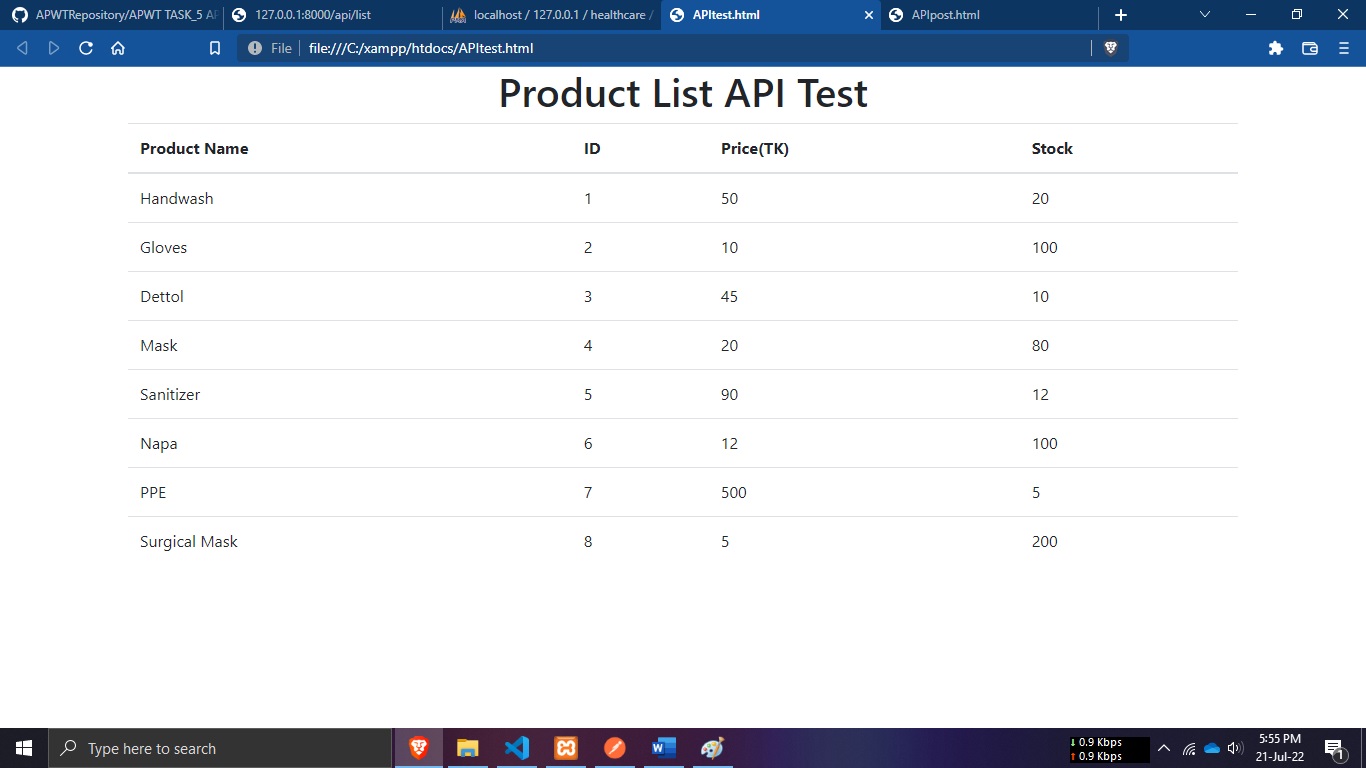 APWTRepository/APWT TASK_5 AP
127.0.0.1:8000/api/list
localhost / 127.0.0.1 / healthcare /
APItest.html
APIpost.html
File file:///C:/xampp/htdocs/APItest.html
Product List API Test
Product Name ID Price(TK) Stock
Handwash 1 50 20
Gloves 2 10 100
Dettol 3 45 10
Mask 4 20 80
Sanitizer 5 90 12
Napa 6 12 100
PPE 7 500 5
Surgical Mask 8 5 200
Type here to search
0.9 Kbps
0.9 Kbps
5:55 PM
21-Jul-22
1